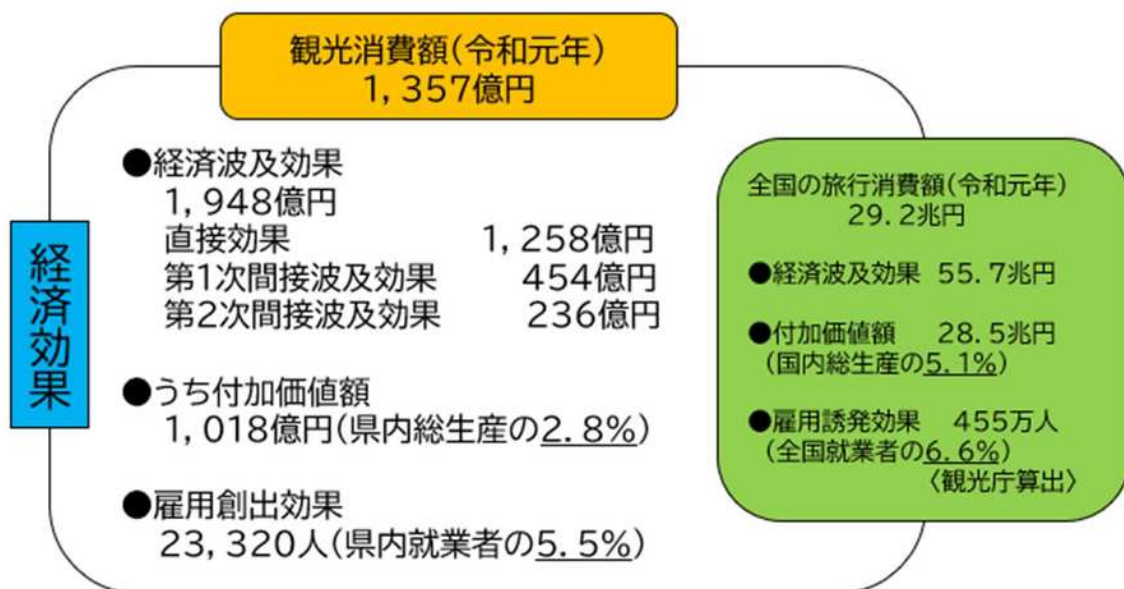 観光消費額(令和元年)
1,357億円
経済効果
●経済波及効果
1,948億円
直接効果 1,258億円
第1次間接波及効果 454億円
第2次間接波及効果 236億円
●うち付加価値額
1,018億円(県内総生産の2.8%)
●雇用創出効果
23,320人(県内就業者の5.5%)
全国の旅行消費額(令和元年)
29.2兆円
●経済波及効果 55.7兆円
●付加価値額 28.5兆円
(国内総生産の5.1%)
●雇用誘発効果 455万人
(全国就業者の6.6%)
〈観光庁算出〉